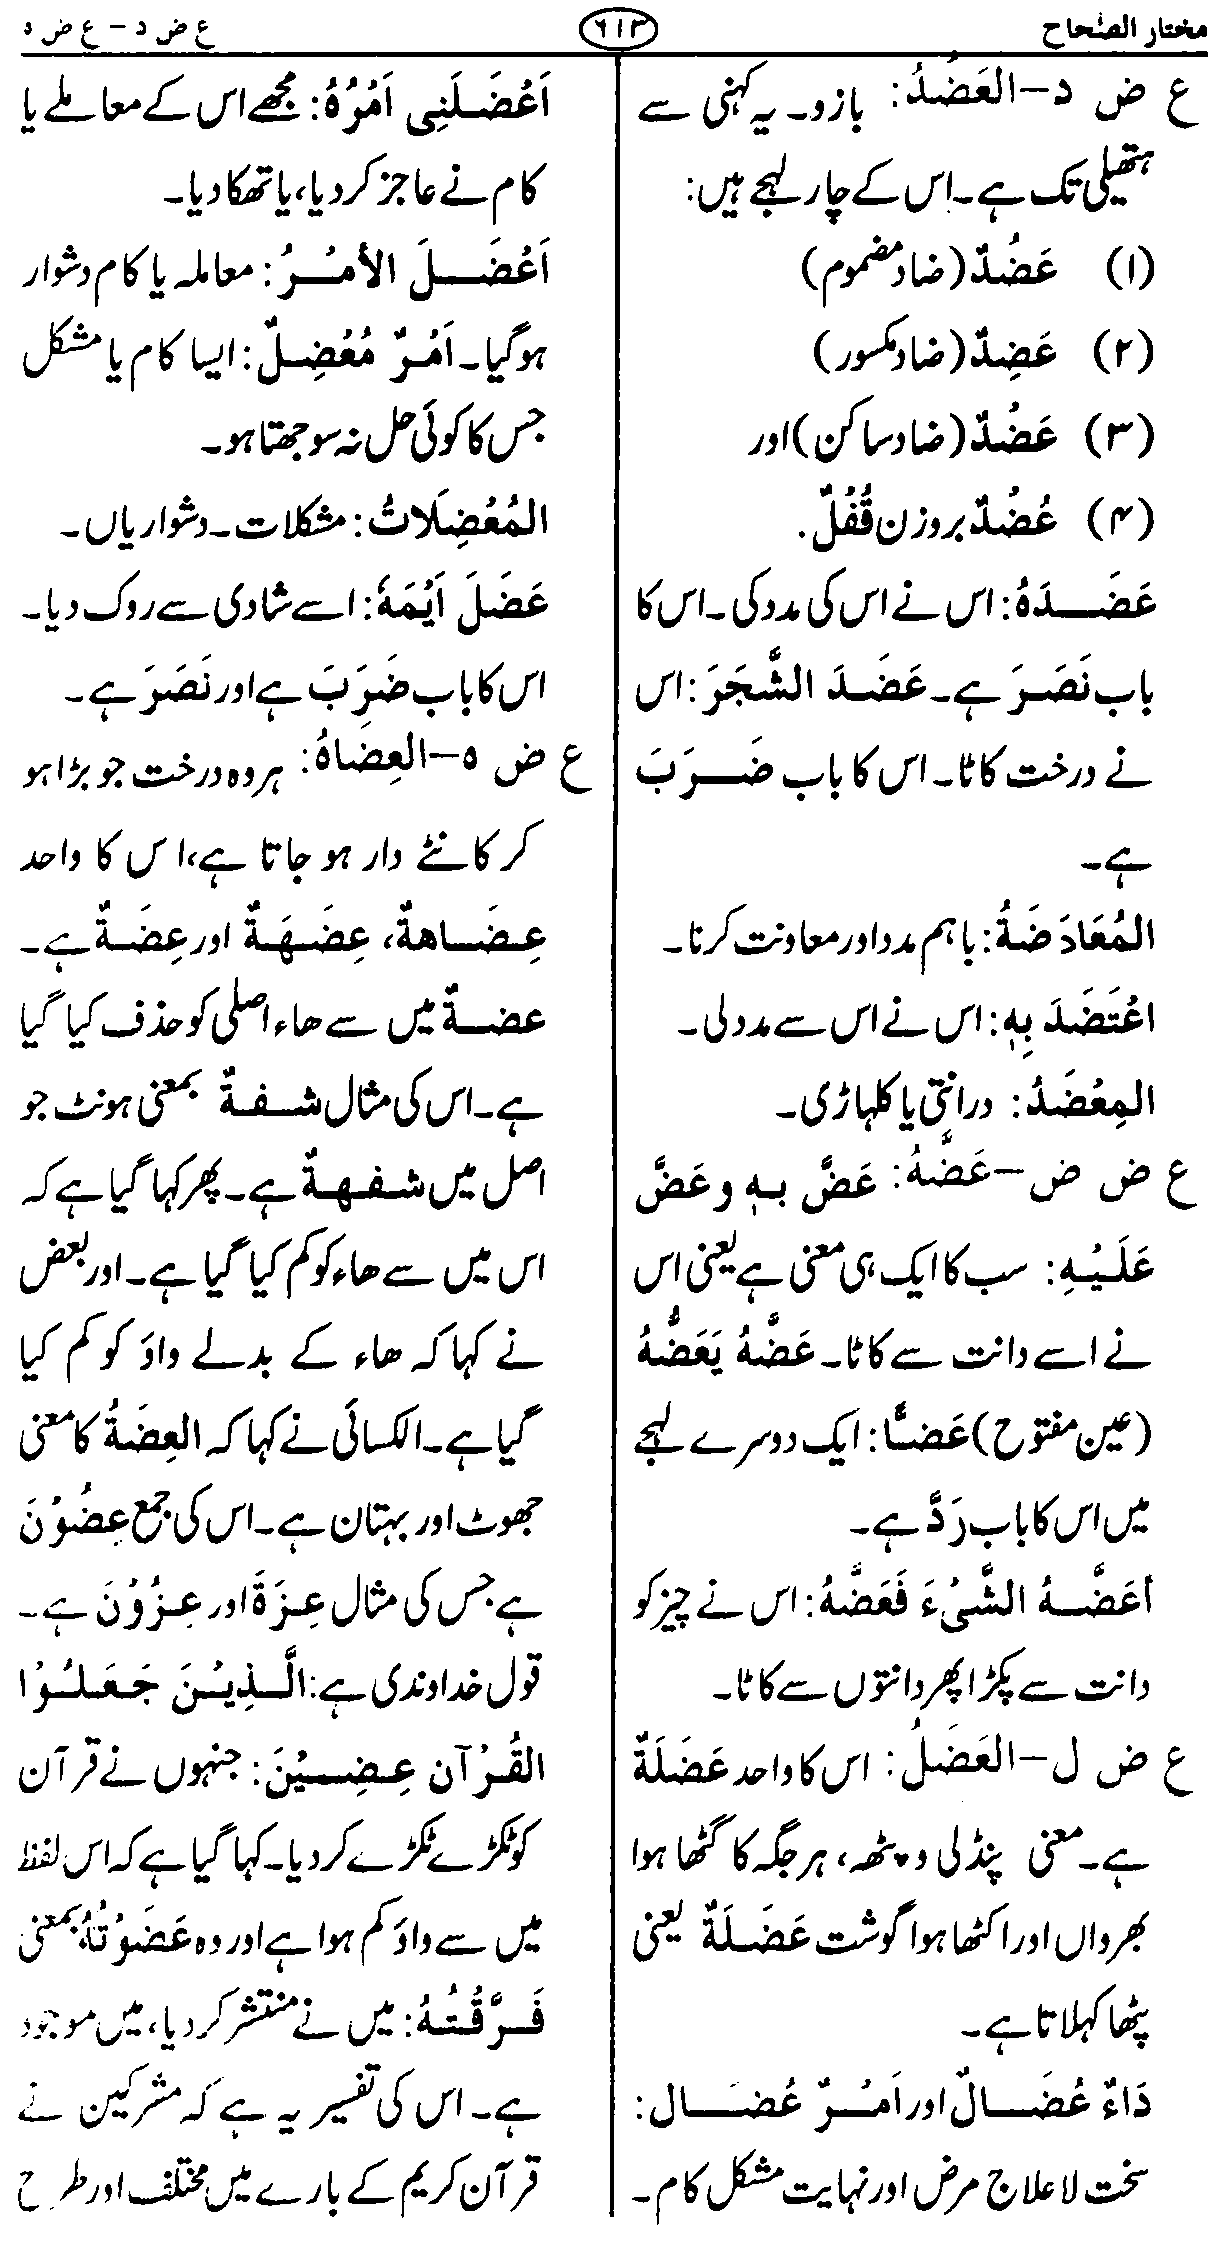 مختار الصّحاح
٦١٣
ع ض د – ع ض ه
ع ض د – العَضُدُ: بازو۔ یہ کہنی سے
ہتھیلی تک ہے۔ اس کے چار لہجے ہیں:
(۱) عَضُدٌ (ضاد مضموم)
(۲) عَضِدٌ (ضاد مکسور)
(۳) عَضُدٌ (ضاد ساکن) اور
(۴) عُضُدٌ بروزن قُفُلٌ.
عَضَدَهُ: اس نے اس کی مدد کی۔ اس کا
باب نَصَرَ ہے۔ عَضَدَ الشَّجَرَ: اس
نے درخت کاٹا۔ اس کا باب ضَرَبَ
ہے۔
المُعَادَضَةُ: باہم مدد اور معاونت کرنا۔
اعْتَضَدَ بِهٖ: اس نے اس سے مدد لی۔
المِعْضَدُ: درانتی یا کلہاڑی۔
ع ض ض – عَضَّهُ: عَضَّ بهٖ و عَضَّ
عَلَيْهِ: سب کا ایک ہی معنی ہے یعنی اس
نے اسے دانت سے کاٹا۔ عَضَّهُ يَعَضُّهُ
(عین مفتوح) عَضًّا: ایک دوسرے لہجے
میں اس کا باب رَدَّ ہے۔
أعَضَّهُ الشَّيْءَ فَعَضَّهُ: اس نے چیز کو
دانت سے پکڑا پھر دانتوں سے کاٹا۔
ع ض ل – العَضَلُ: اس کا واحد عَضَلَةٌ
ہے۔ معنی پنڈلی و پٹھہ، ہر جگہ کا گٹھا ہوا
بھرواں اور اکٹھا ہوا گوشت عَضَلَةٌ یعنی
پٹھا کہلاتا ہے۔
دَاءٌ عُضَالٌ اور اَمْرٌ عُضَال:
سخت لاعلاج مرض اور نہایت مشکل کام۔
اَعْضَلَنِی اَمْرُهُ: مجھے اس کے معاملے یا
کام نے عاجز کر دیا، یا تھکا دیا۔
اَعْضَلَ الأمْرُ: معاملہ یا کام دشوار
ہو گیا۔ اَمْرٌ مُعْضِلٌ: ایسا کام یا مشکل
جس کا کوئی حل نہ سوجھتا ہو۔
المُعْضِلَاتُ: مشکلات۔ دشواریاں۔
عَضَلَ اَيْمَهٗ: اسے شادی سے روک دیا۔
اس کا باب ضَرِبَ ہے اور نَصَرَ ہے۔
ع ض ه – العِضَاهُ: ہر وہ درخت جو بڑا ہو
کر کانٹے دار ہو جاتا ہے، اس کا واحد
عِضَاهةٌ، عِضَهَةٌ اور عِضَةٌ ہے۔
عضةٌ میں سے ھاء اصلی کو حذف کیا گیا
ہے۔ اس کی مثال شفةٌ بمعنی ہونٹ جو
اصل میں شفهةٌ ہے۔ پھر کہا گیا ہے کہ
اس میں سے ھاء کو کم کیا گیا ہے۔ اور بعض
نے کہا کہ ھاء کے بدلے واؤ کو کم کیا
گیا ہے۔ الکسائی نے کہا کہ العِضَةُ کا معنی
جھوٹ اور بہتان ہے۔ اس کی جمع عِضُوْنَ
ہے جس کی مثال عِزَةَ اور عِزُوْنَ ہے۔
قول خداوندی ہے: الَّذِيْنَ جَعَلُوْا
القُرْآن عِضِيْنَ: جنہوں نے قرآن
کو ٹکڑے ٹکڑے کر دیا۔ کہا گیا ہے کہ اس لفظ
میں سے واؤ کم ہوا ہے اور وہ عَضَوْتُهُ بمعنی
فَرَّقْتُهُ: میں نے منتشر کر دیا، میں موجود
ہے۔ اس کی تفسیر یہ ہے کہ مشرکین نے
قرآن کریم کے بارے میں مختلف اور طرح